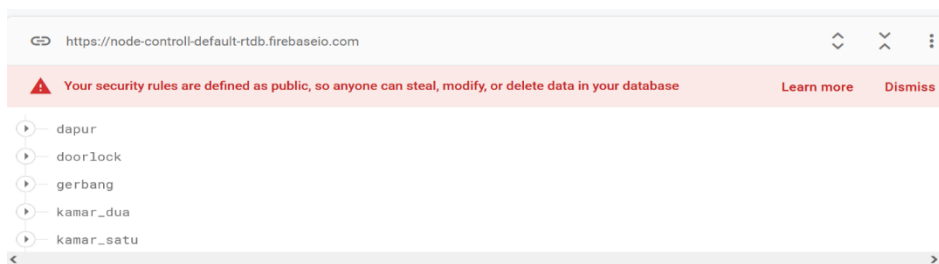 https://node-controll-default-rtdb.firebaseio.com
Your security rules are defined as public, so anyone can steal, modify, or delete data in your database Learn more Dismiss
dapur
doorlock
gerbang
kamar_dua
kamar_satu